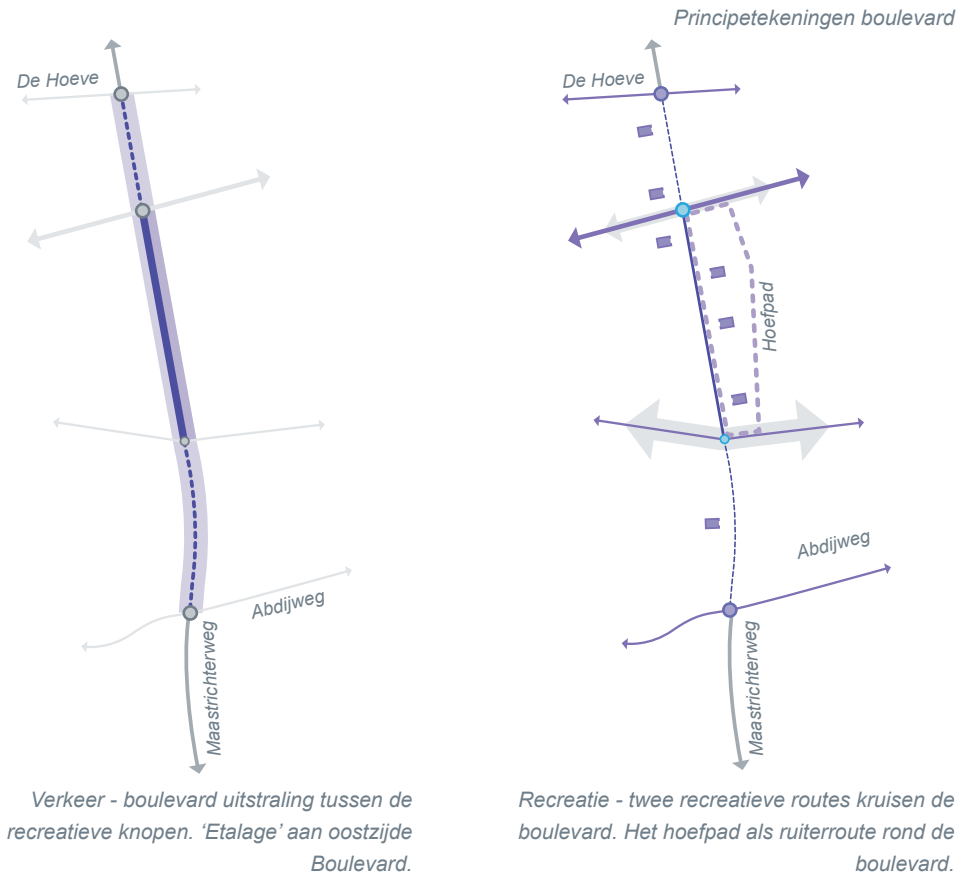 Principetekeningen boulevard
De Hoeve
Abdijweg
Maastrichterweg
Verkeer - boulevard uitstraling tussen de
recreatieve knopen. ‘Etalage’ aan oostzijde
Boulevard.
De Hoeve
Hoefpad
Abdijweg
Maastrichterweg
Recreatie - twee recreatieve routes kruisen de
boulevard. Het hoefpad als ruiterroute rond de
boulevard.